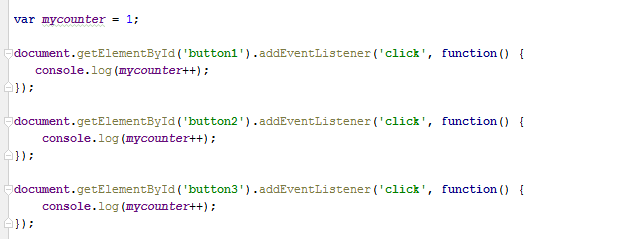 var mycounter = 1;
document.getElementById('button1').addEventListener('click', function() {
console.log(mycounter++);
});
document.getElementById('button2').addEventListener('click', function() {
console.log(mycounter++);
});
document.getElementById('button3').addEventListener('click', function() {
console.log(mycounter++);
});